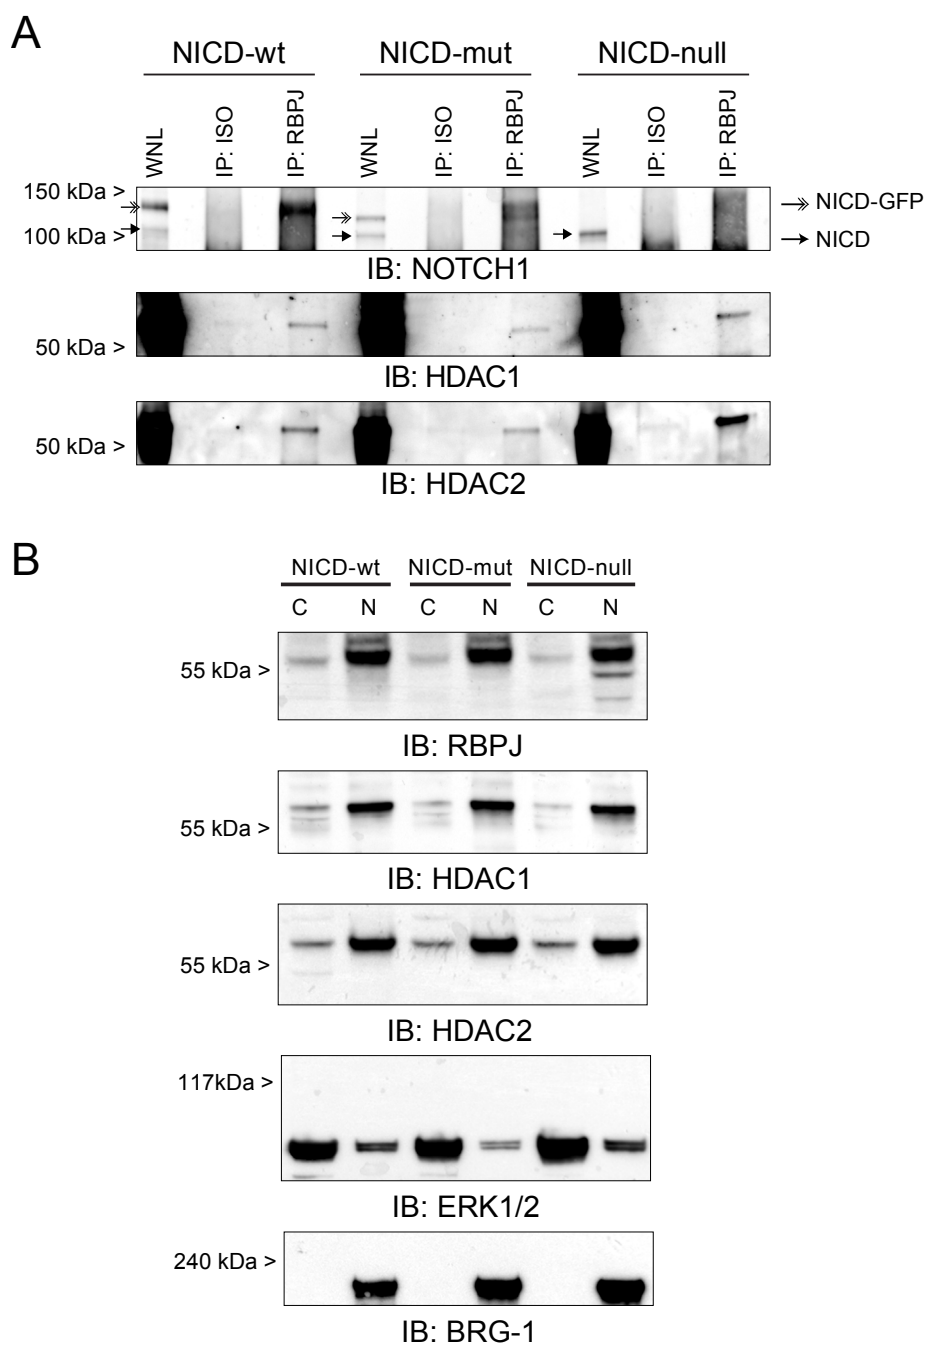 A
NICD-wt NICD-mut NICD-null
WNL IP: ISO IP: RBPJ WNL IP: ISO IP: RBPJ WNL IP: ISO IP: RBPJ
150 kDa >
NICD-GFP
100 kDa >
NICD
IB: NOTCH1
50 kDa >
IB: HDAC1
50 kDa >
IB: HDAC2
B
NICD-wt NICD-mut NICD-null
C N C N C N
55 kDa >
IB: RBPJ
55 kDa >
IB: HDAC1
55 kDa >
IB: HDAC2
117kDa >
IB: ERK1/2
240 kDa >
IB: BRG-1